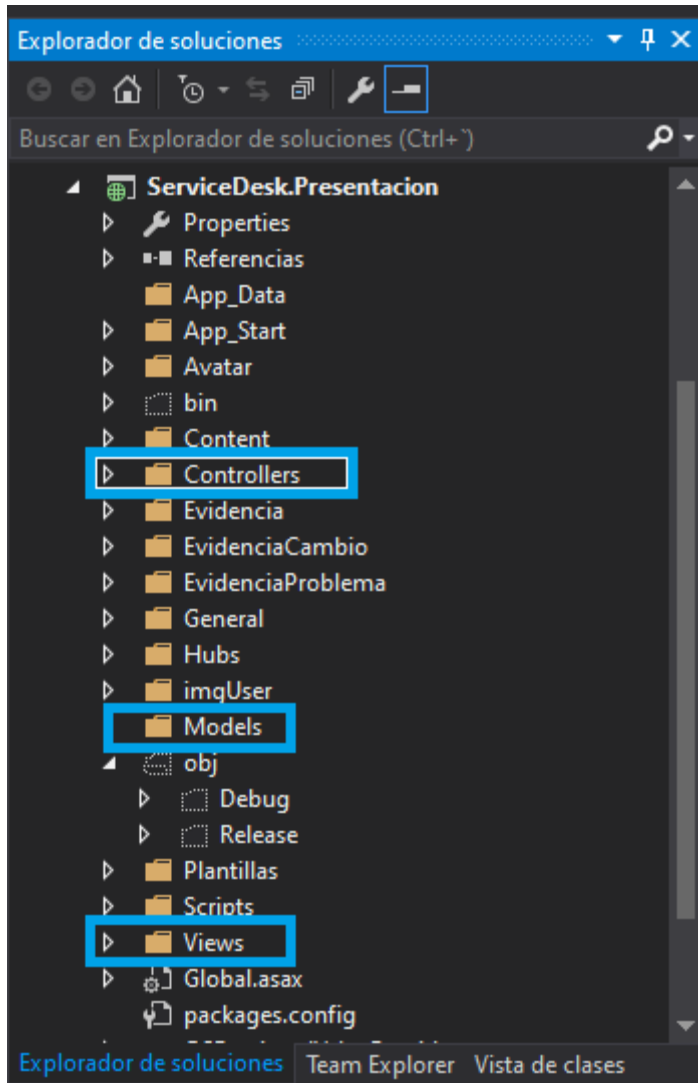 Explorador de soluciones
Buscar en Explorador de soluciones (Ctrl+`)
ServiceDesk.Presentacion
Properties
Referencias
App_Data
App_Start
Avatar
bin
Content
Controllers
Evidencia
EvidenciaCambio
EvidenciaProblema
General
Hubs
imgUser
Models
obj
Debug
Release
Plantillas
Scripts
Views
Global.asax
packages.config
Explorador de soluciones Team Explorer Vista de clases